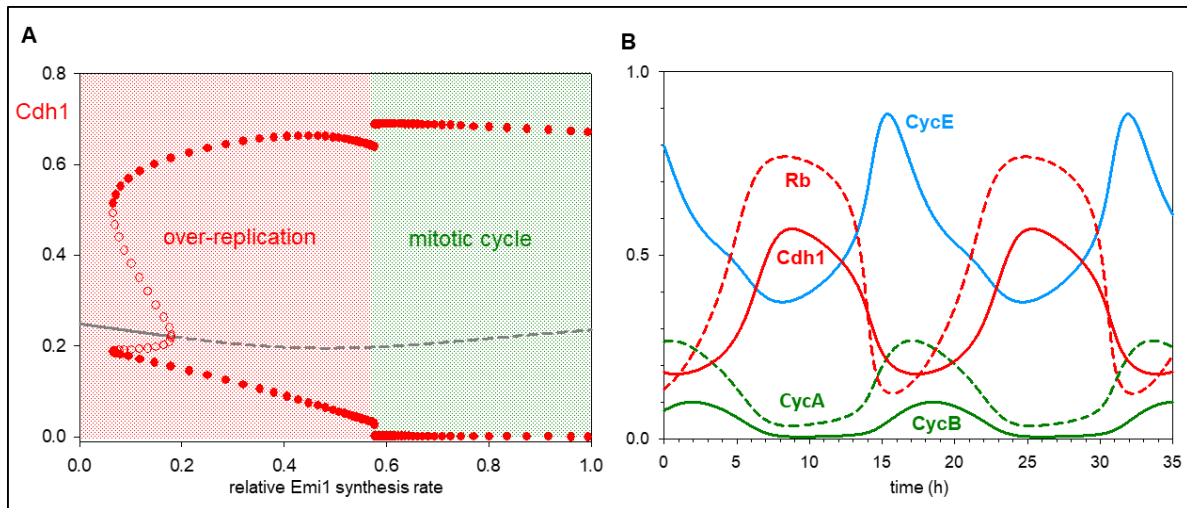 A
0.8
Cdh1
0.6
0.4
0.2
0.0
over-replication
mitotic cycle
0.0 0.2 0.4 0.6 0.8 1.0
relative Emi1 synthesis rate
B
1.0
0.5
0.0
CycE
Rb
Cdh1
CycA
CycB
0 5 10 15 20 25 30 35
time (h)